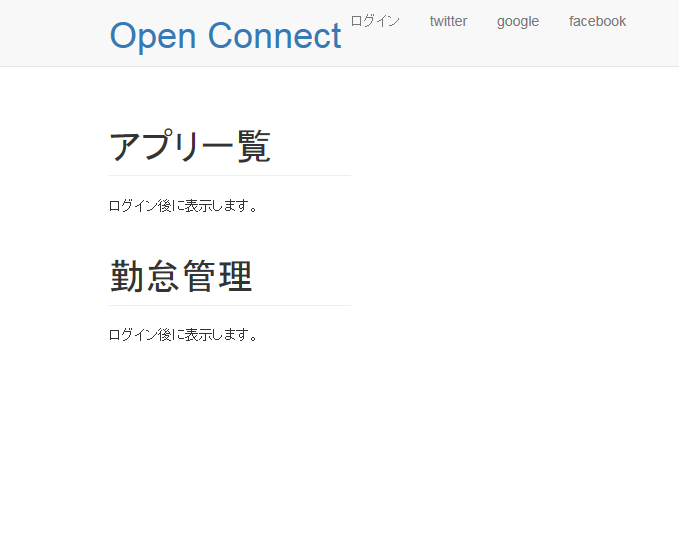 Open Connect ログイン twitter google facebook
アプリ一覧
ログイン後に表示します。
勤怠管理
ログイン後に表示します。